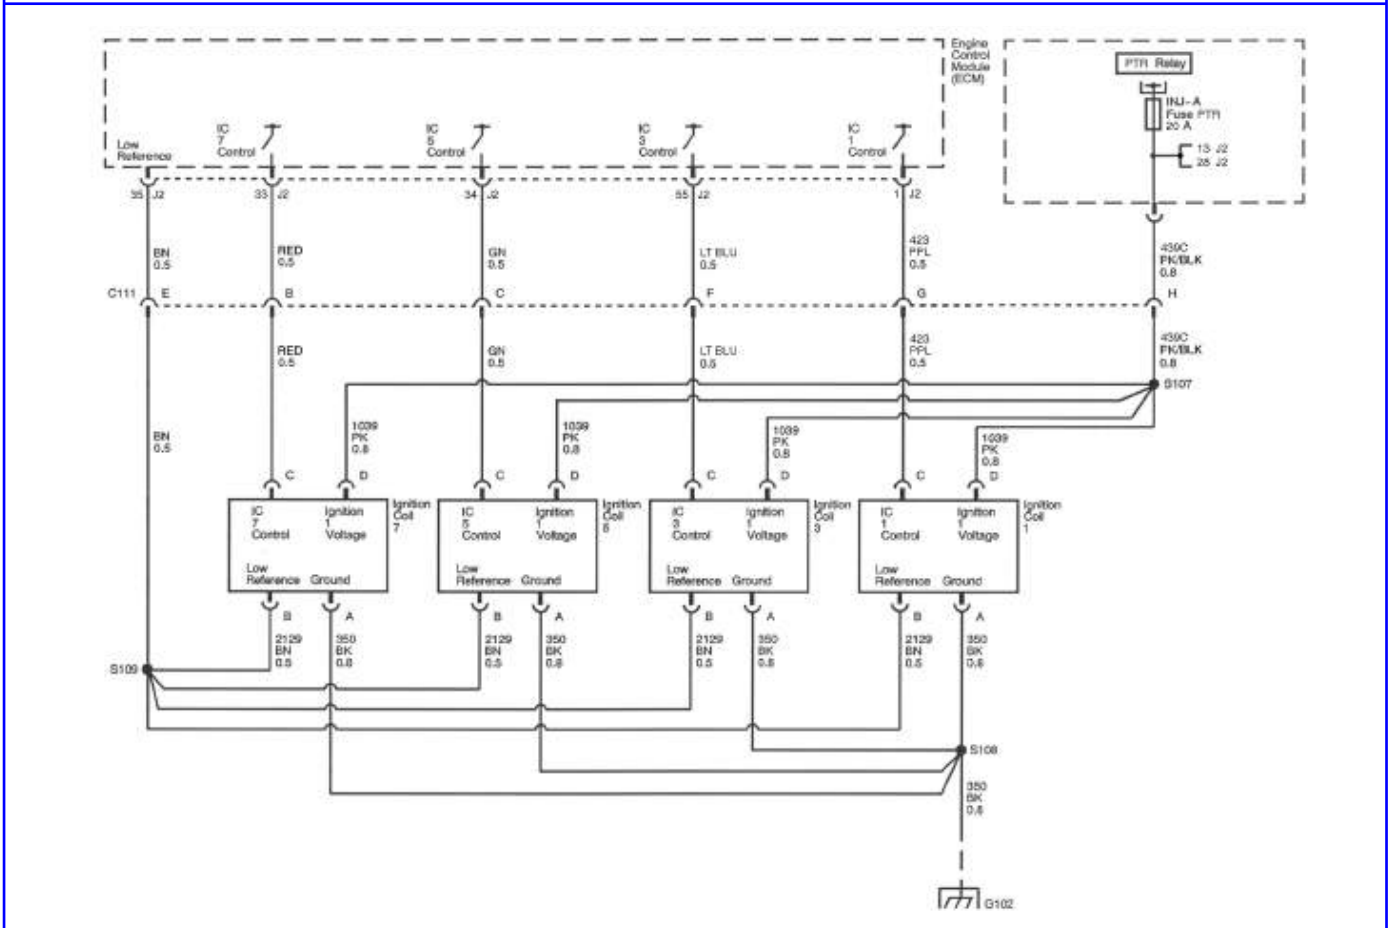 Engine
Control
Module
(ECM)
PTR Relay
INJ-A
Fuse PTR
20 A
13 J2
28 J2
Low
Reference
IC
7
Control
IC
5
Control
IC
3
Control
IC
1
Control
35 J2
33 J2
34 J2
55 J2
1 J2
BN
0.5
RED
0.5
GN
0.5
LT BLU
0.5
423
PPL
0.5
439C
PK/BLK
0.8
C111 E
B
C
F
G
H
RED
0.5
GN
0.5
LT BLU
0.5
423
PPL
0.5
439C
PK/BLK
0.8
S107
BN
0.5
1039
PK
0.8
1039
PK
0.8
1039
PK
0.8
1039
PK
0.8
C D
C D
C D
C D
IC
7
Control
Ignition
1
Voltage
Low
Reference
Ground
Ignition
Coil
7
IC
5
Control
Ignition
1
Voltage
Low
Reference
Ground
Ignition
Coil
IC
3
Control
Ignition
1
Voltage
Low
Reference
Ground
Ignition
Coil
3
IC
1
Control
Ignition
1
Voltage
Low
Reference
Ground
Ignition
Coil
1
B A
B A
B A
B A
2129
BN
0.5
350
BK
0.8
2129
BN
0.5
350
BK
0.8
2129
BN
0.5
350
BK
0.8
2129
BN
0.5
350
BK
0.8
S109
S108
350
BK
0.8
G102